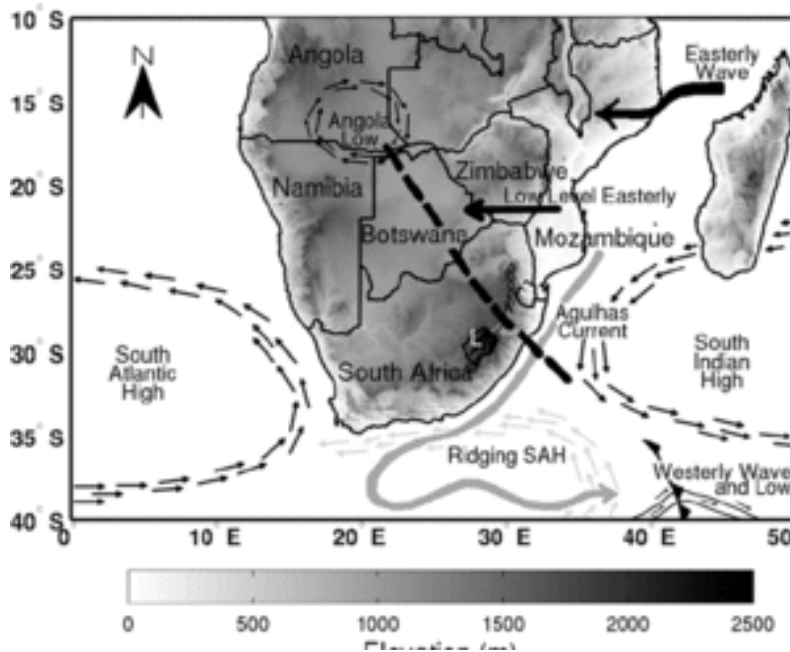 10° S
15° S
20° S
25° S
30° S
35° S
40° S
N
Angola
Angola
Low
Easterly
Wave
Namibia
Zimbabwe
Low Level Easterly
Botswana
Mozambique
Agulhas
Current
South
Atlantic
High
South Africa
L
South
Indian
High
Ridging SAH
Westerly Wave
and Low
0 10 E 20 E 30 E 40 E 50
0 500 1000 1500 2000 2500
Elevation (m)